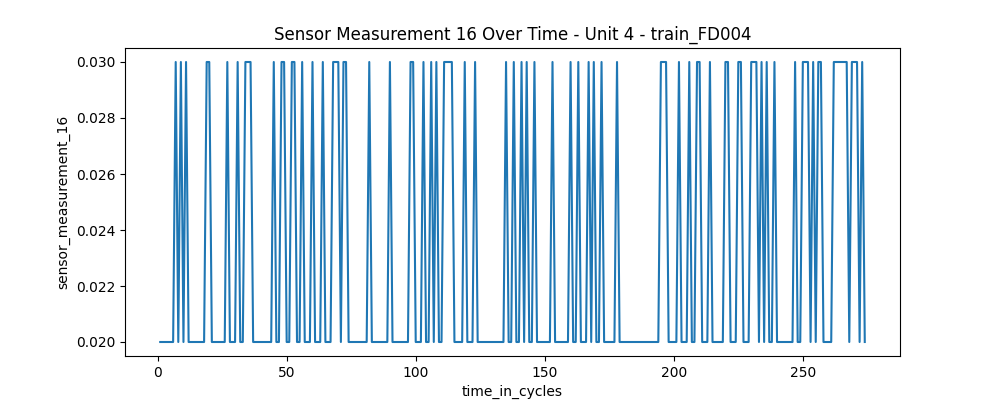 Sensor Measurement 16 Over Time - Unit 4 - train_FD004
0.030
0.028
0.026
0.024
0.022
0.020
sensor_measurement_16
0 50 100 150 200 250
time_in_cycles